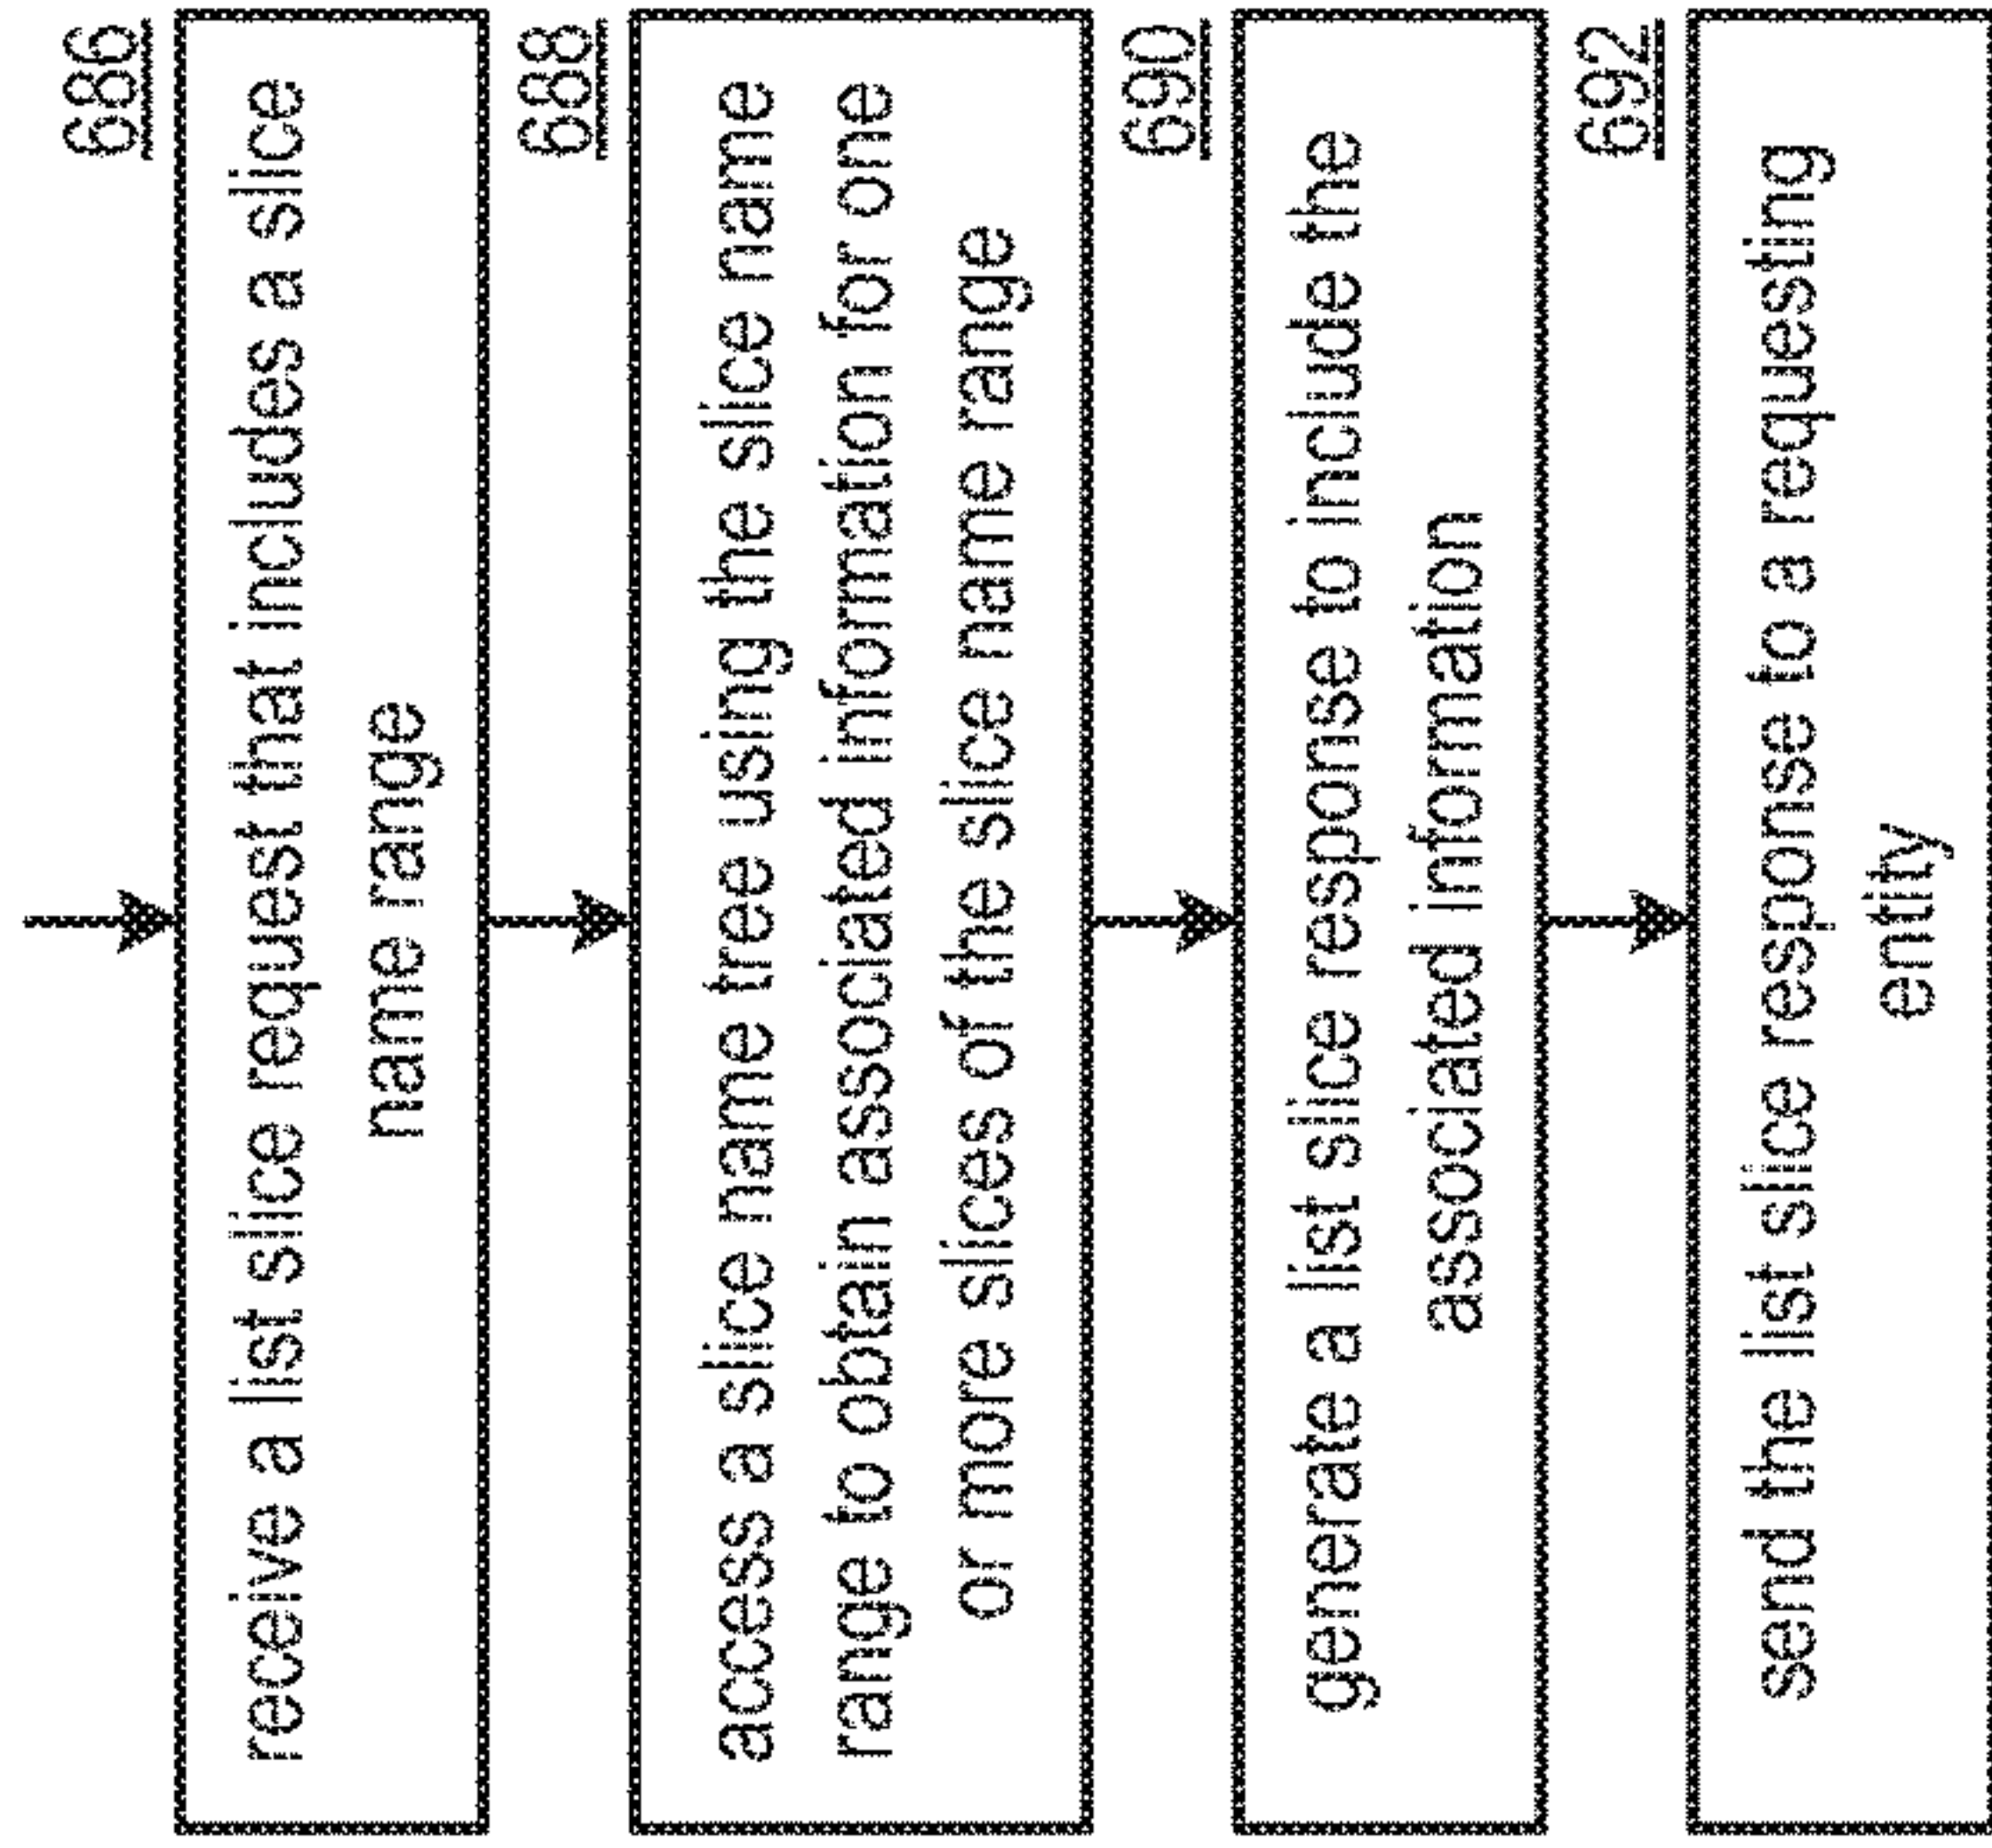 686
receive a list slice request that includes a slice
name range
688
access a slice name tree using the slice name
range to obtain associated information for one
or more slices of the slice name range
690
generate a list slice response to include the
associated information
692
send the list slice response to a requesting
entity